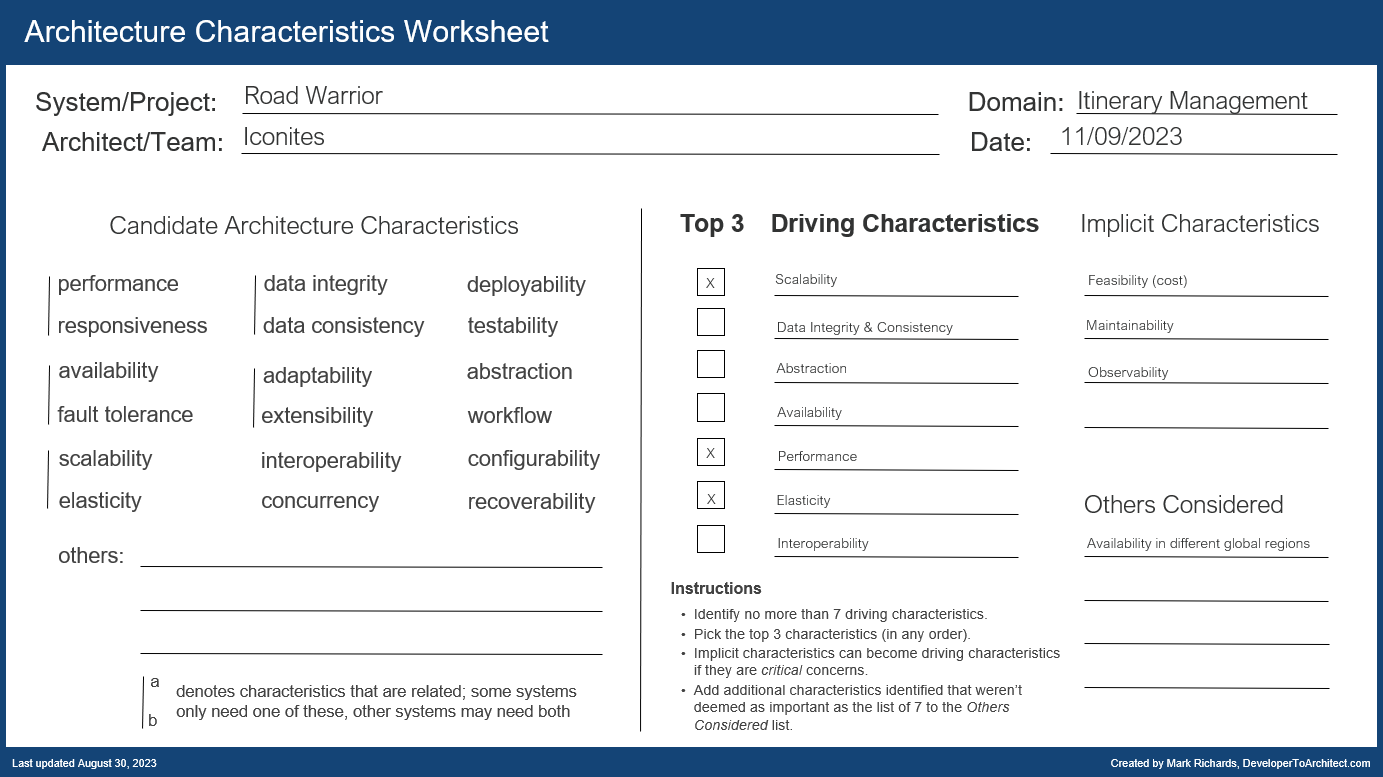 Architecture Characteristics Worksheet
System/Project: Road Warrior
Domain: Itinerary Management
Architect/Team: Iconites
Date: 11/09/2023
Candidate Architecture Characteristics
performance
responsiveness
availability
fault tolerance
scalability
elasticity
data integrity
data consistency
adaptability
extensibility
interoperability
concurrency
deployability
testability
abstraction
workflow
configurability
recoverability
others:
a
b
denotes characteristics that are related; some systems
only need one of these, other systems may need both
Top 3 Driving Characteristics
X Scalability
Data Integrity & Consistency
Abstraction
Availability
X Performance
X Elasticity
Interoperability
Instructions
• Identify no more than 7 driving characteristics.
• Pick the top 3 characteristics (in any order).
• Implicit characteristics can become driving characteristics
if they are critical concerns.
• Add additional characteristics identified that weren't
deemed as important as the list of 7 to the Others
Considered list.
Implicit Characteristics
Feasibility (cost)
Maintainability
Observability
Others Considered
Availability in different global regions
Last updated August 30, 2023
Created by Mark Richards, DeveloperToArchitect.com